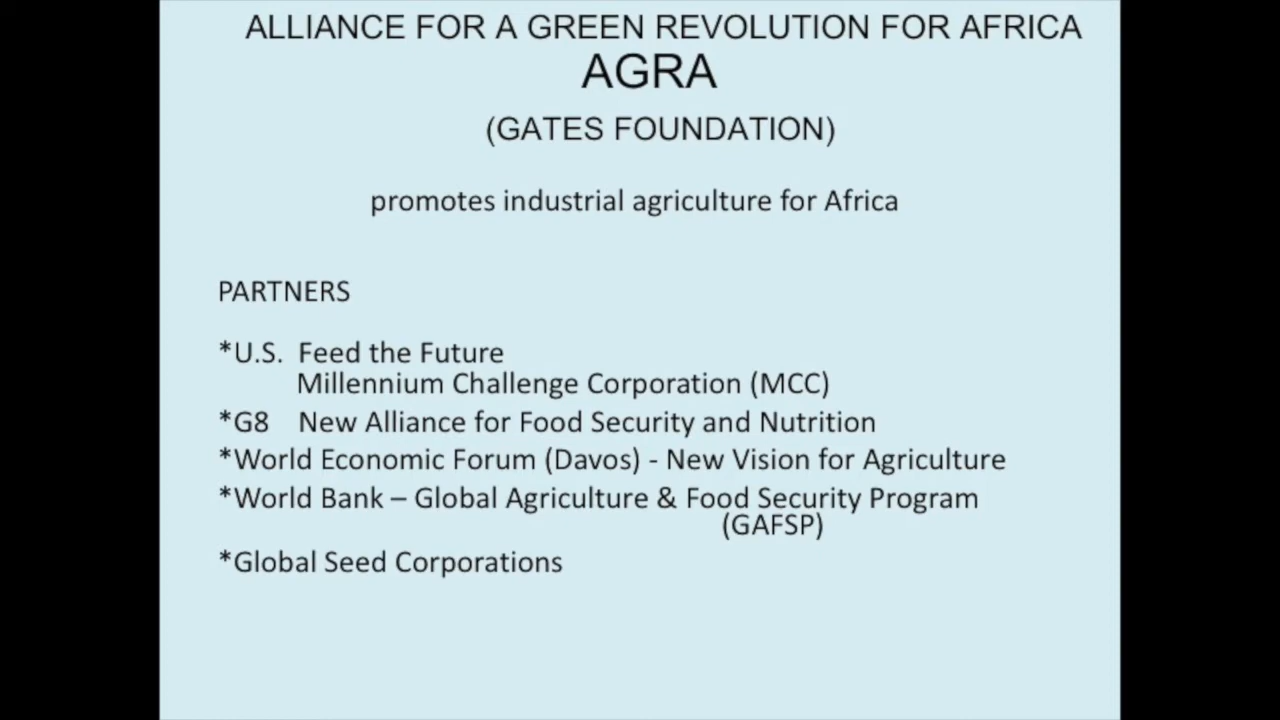 ALLIANCE FOR A GREEN REVOLUTION FOR AFRICA
AGRA
(GATES FOUNDATION)
promotes industrial agriculture for Africa
PARTNERS
*U.S. Feed the Future
Millennium Challenge Corporation (MCC)
*G8 New Alliance for Food Security and Nutrition
*World Economic Forum (Davos) - New Vision for Agriculture
*World Bank – Global Agriculture & Food Security Program
(GAFSP)
*Global Seed Corporations